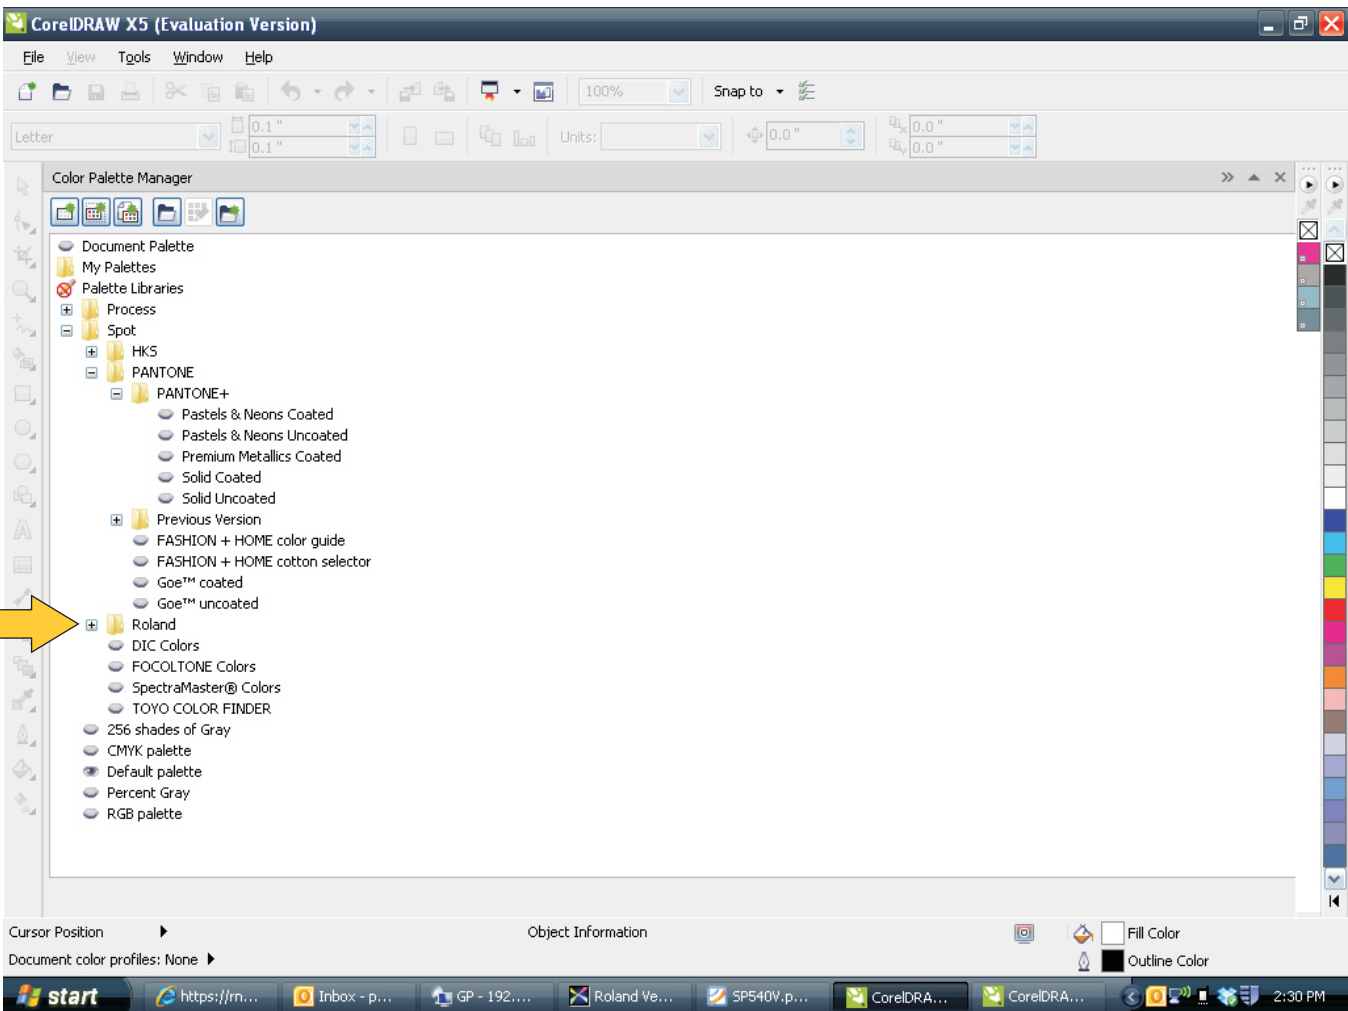 CorelDRAW X5 (Evaluation Version)
File View Tools Window Help
100% Snap to
Letter 0.1 " 0.1 " Units: 0.0 " x 0.0 " y 0.0 "
Color Palette Manager
Document Palette
My Palettes
Palette Libraries
Process
Spot
HKS
PANTONE
PANTONE+
Pastels & Neons Coated
Pastels & Neons Uncoated
Premium Metallics Coated
Solid Coated
Solid Uncoated
Previous Version
FASHION + HOME color guide
FASHION + HOME cotton selector
Goe™ coated
Goe™ uncoated
Roland
DIC Colors
FOCOLTONE Colors
SpectraMaster® Colors
TOYO COLOR FINDER
256 shades of Gray
CMYK palette
Default palette
Percent Gray
RGB palette
Cursor Position Object Information Fill Color
Document color profiles: None Outline Color
start https://rn... Inbox - p... GP - 192.... Roland Ve... SP540V.p... CorelDRA... CorelDRA... 2:30 PM